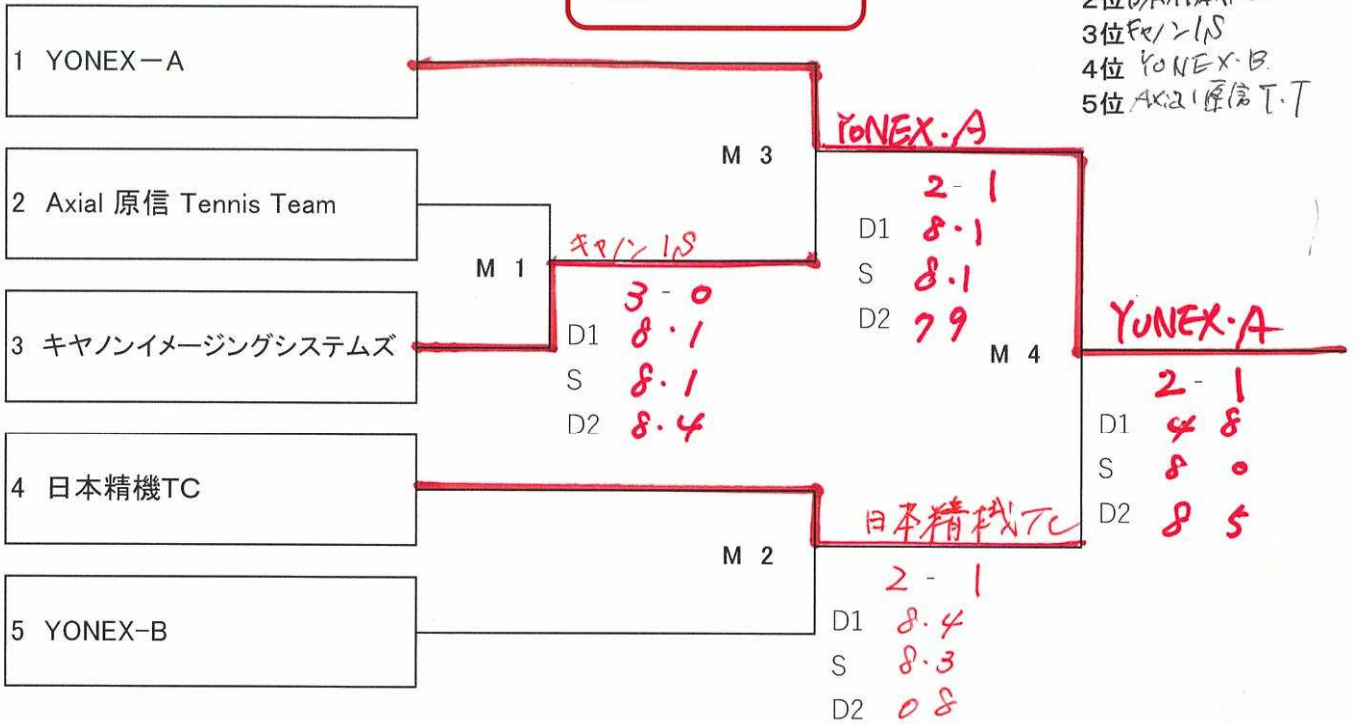 3位 キャノンIS
4位 YONEX・B.
5位 Axial 原信 T.T
1 YONEX－A
2 Axial 原信 Tennis Team
3 キヤノンイメージングシステムズ
4 日本精機TC
5 YONEX-B
M 1
キャノンIS
3 - 0
D1 8・1
S 8・1
D2 8・4
M 3
YONEX・A
2 - 1
D1 8・1
S 8・1
D2 7 9
M 2
日本精機TC
2 - 1
D1 8・4
S 8・3
D2 0 8
M 4
YONEX・A
2 - 1
D1 4 8
S 8 0
D2 8 5